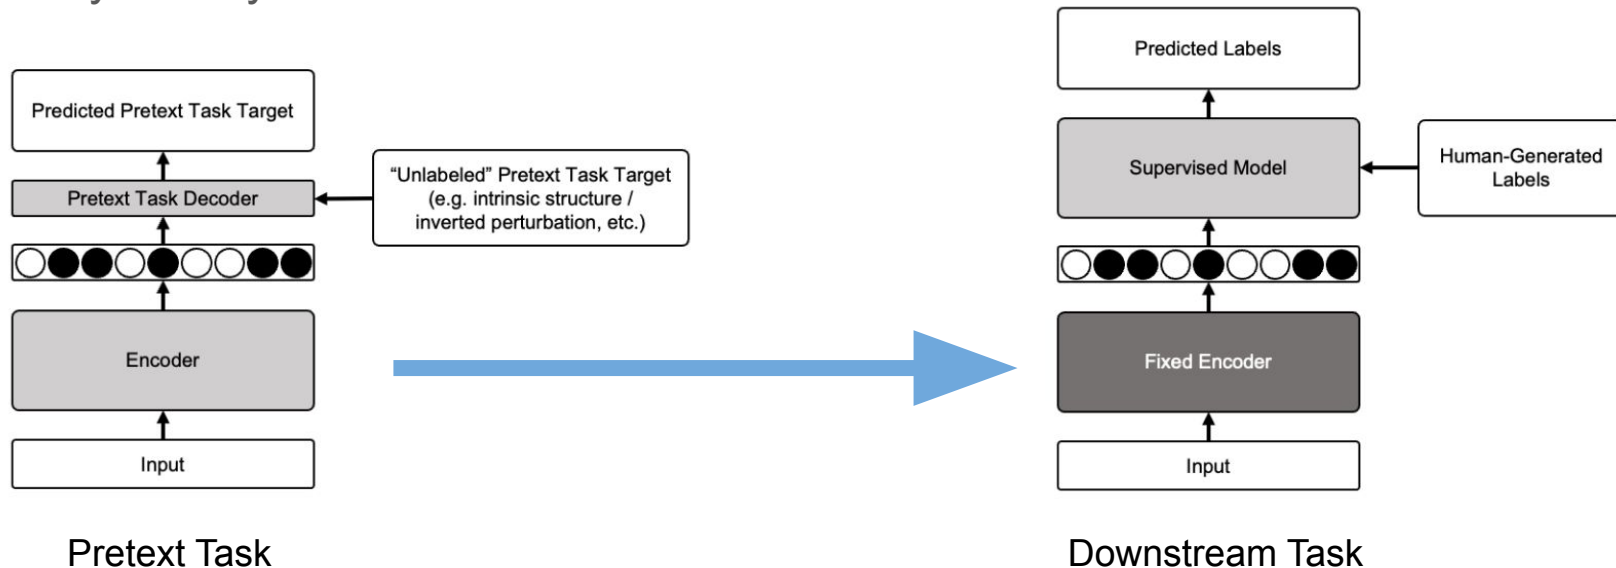 Predicted Pretext Task Target
Pretext Task Decoder
“Unlabeled” Pretext Task Target
(e.g. intrinsic structure /
inverted perturbation, etc.)
Encoder
Input
Pretext Task
Predicted Labels
Supervised Model
Human-Generated
Labels
Fixed Encoder
Input
Downstream Task